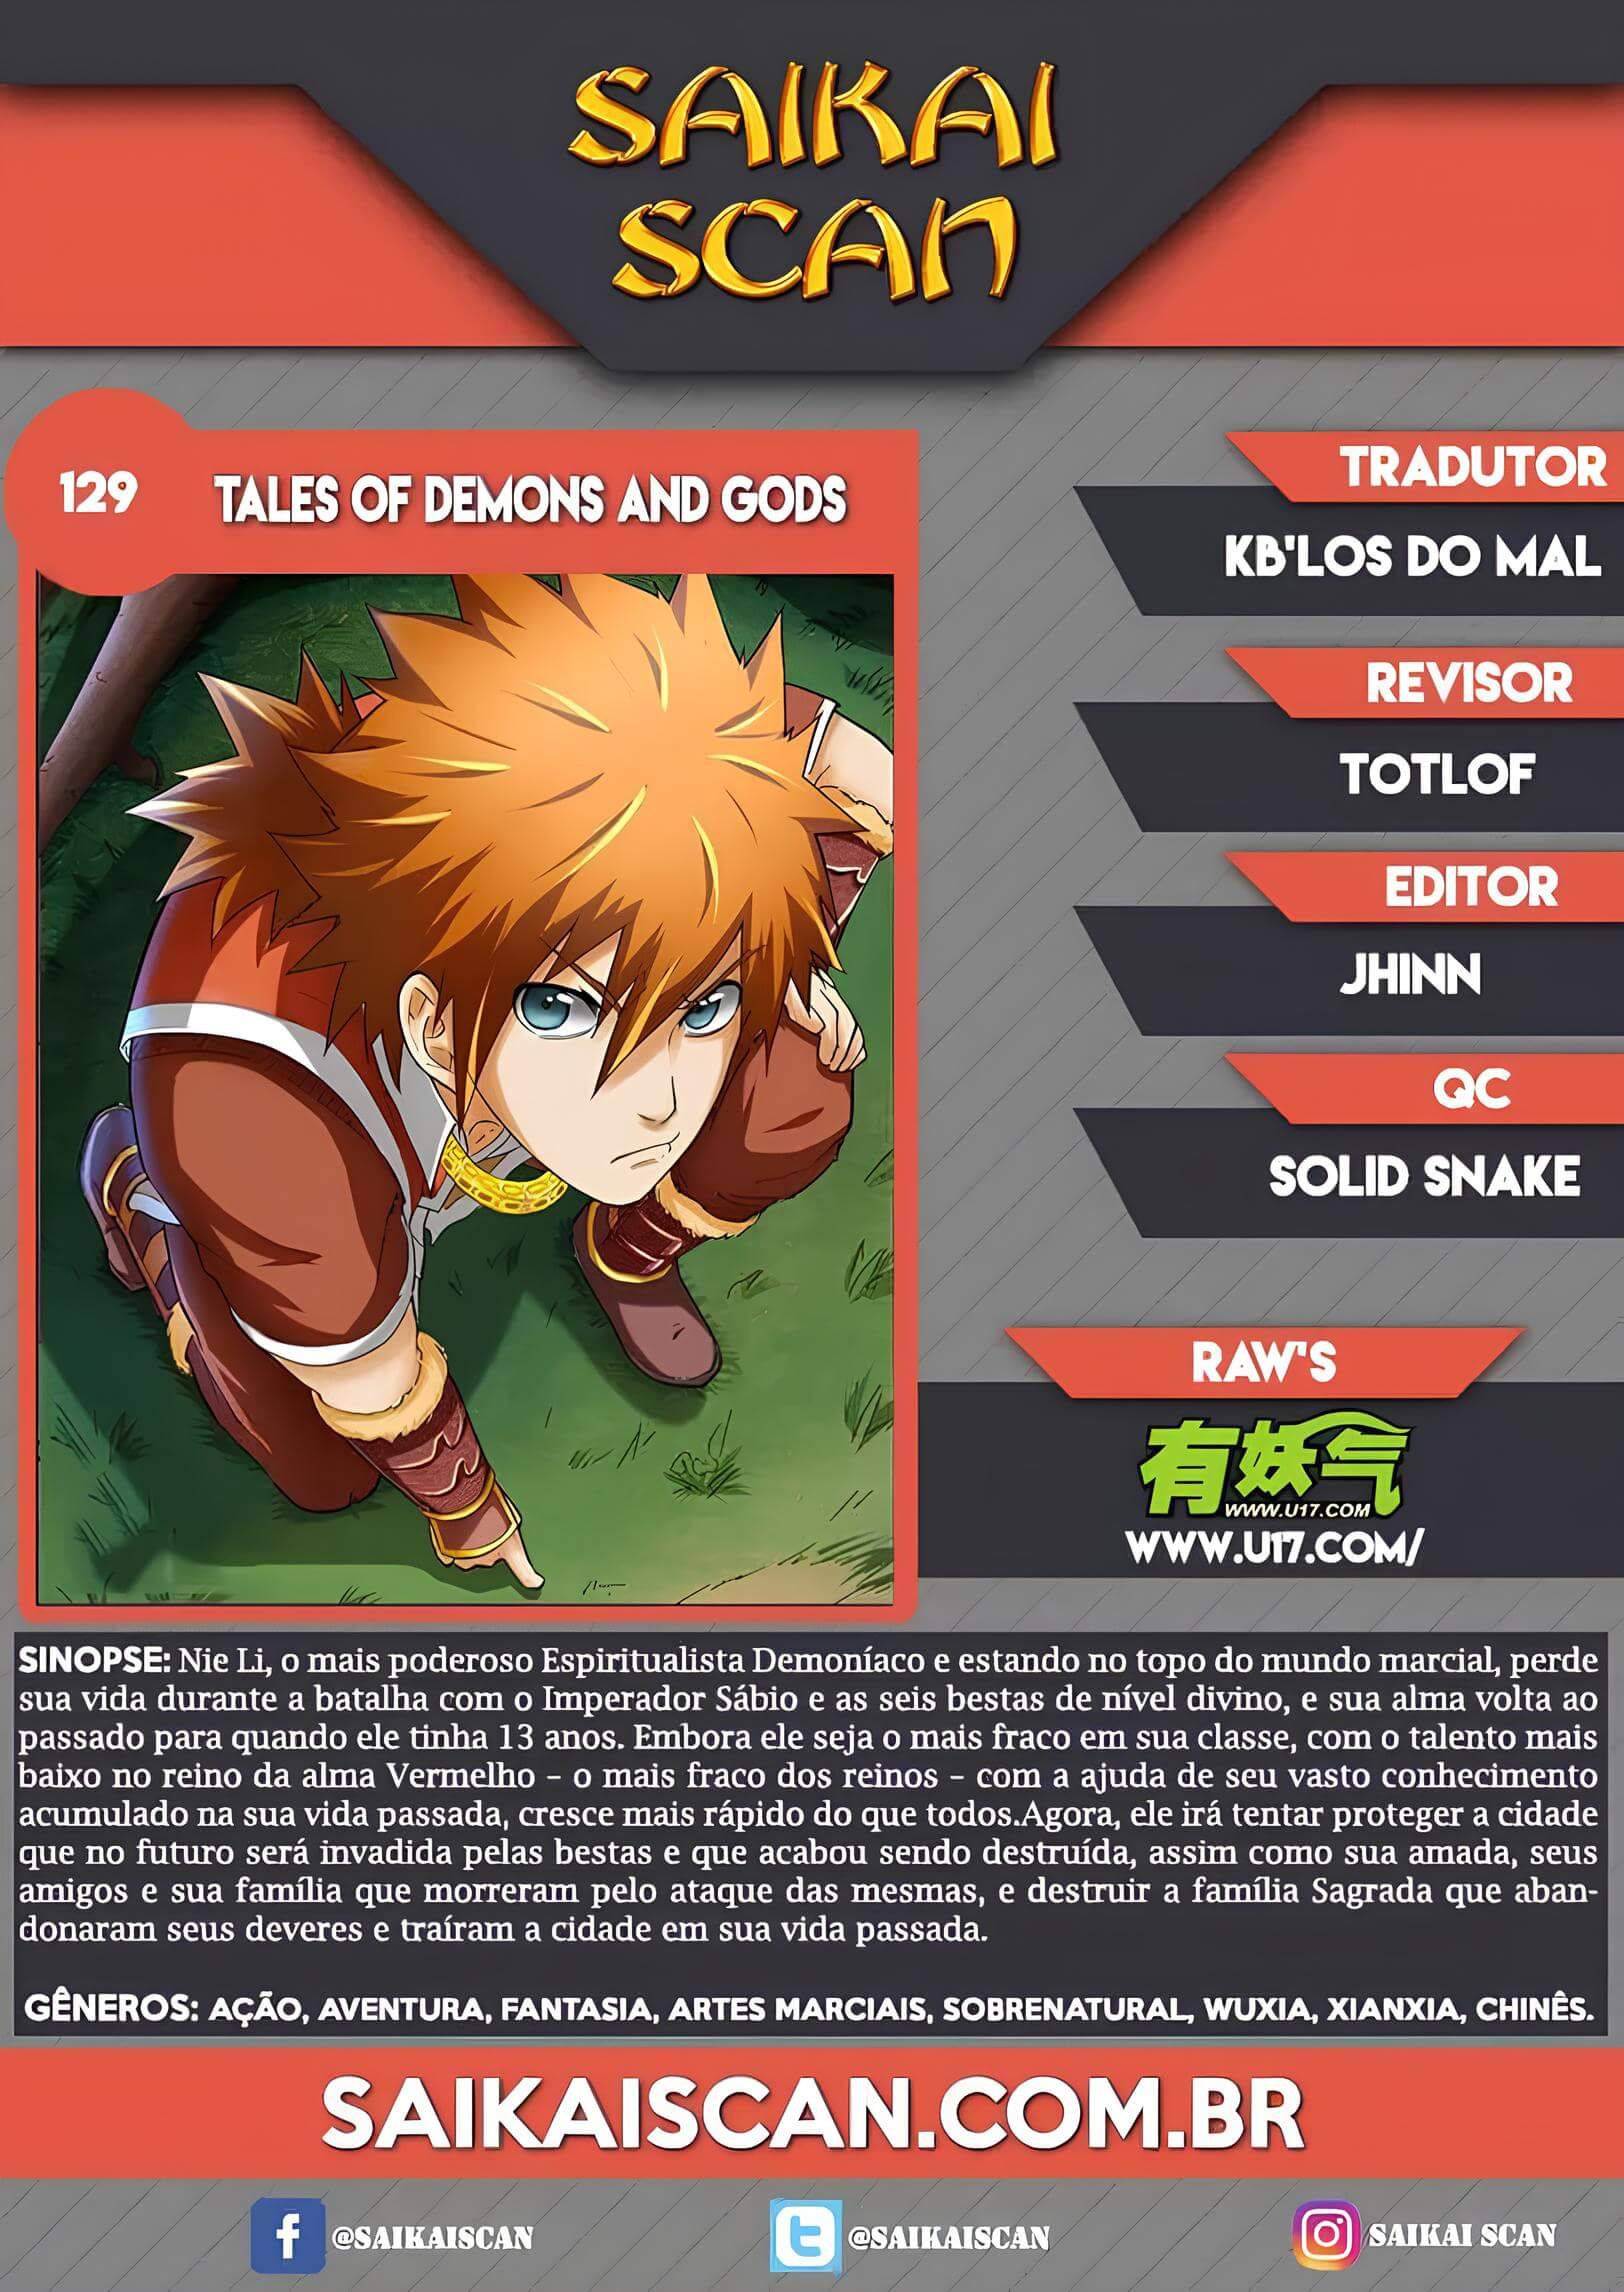 SAIKAI
SCAN
129
TALES OF DEMONS AND GODS
TRADUTOR
KB'LOS DO MAL
REVISOR
TOTLOF
EDITOR
JHINN
QC
SOLID SNAKE
RAW'S
有妖气
WWW.U17.COM
WWW.U17.COM/
SINOPSE: Nie Li, o mais poderoso Espiritualista Demoníaco e estando no topo do mundo marcial, perde
sua vida durante a batalha com o Imperador Sábio e as seis bestas de nível divino, e sua alma volta ao
passado para quando ele tinha 13 anos. Embora ele seja o mais fraco em sua classe, com o talento mais
baixo no reino da alma Vermelho – o mais fraco dos reinos – com a ajuda de seu vasto conhecimento
acumulado na sua vida passada, cresce mais rápido do que todos.Agora, ele irá tentar proteger a cidade
que no futuro será invadida pelas bestas e que acabou sendo destruída, assim como sua amada, seus
amigos e sua família que morreram pelo ataque das mesmas, e destruir a família Sagrada que aban-
donaram seus deveres e traíram a cidade em sua vida passada.
GÊNEROS: AÇÃO, AVENTURA, FANTASIA, ARTES MARCIAIS, SOBRENATURAL, WUXIA, XIANXIA, CHINÊS.
SAIKAISCAN.COM.BR
@SAIKAISCAN
@SAIKAISCAN
SAIKAI SCAN